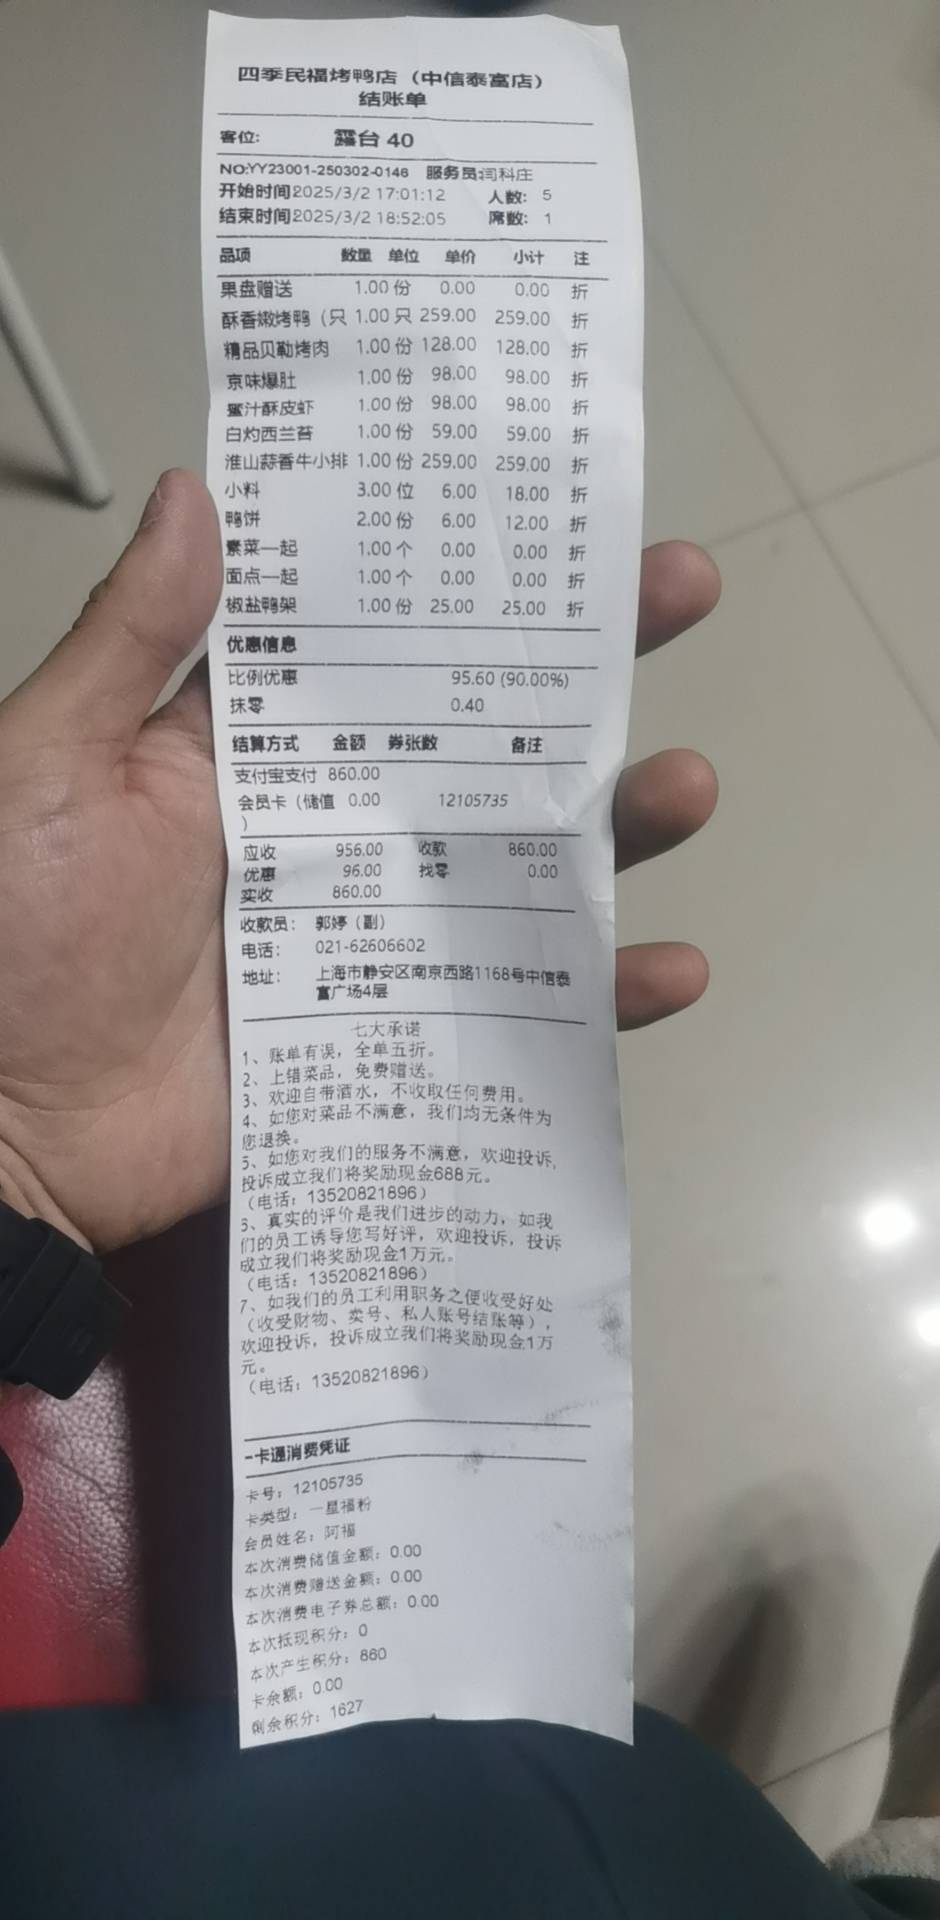 四季民福烤鸭店（中信泰富店）
结账单
客位: 露台 40
NO:YY23001-250302-0146 服务员:闫科庄
开始时间2025/3/2 17:01:12 人数: 5
结束时间2025/3/2 18:52:05 席数: 1
品项 数量 单位 单价 小计 注
果盘赠送 1.00 份 0.00 0.00 折
酥香嫩烤鸭（只 1.00 只 259.00 259.00 折
精品贝勒烤肉 1.00 份 128.00 128.00 折
京味爆肚 1.00 份 98.00 98.00 折
蜜汁酥皮虾 1.00 份 98.00 98.00 折
白灼西兰苔 1.00 份 59.00 59.00 折
淮山蒜香牛小排 1.00 份 259.00 259.00 折
小料 3.00 位 6.00 18.00 折
鸭饼 2.00 份 6.00 12.00 折
素菜一起 1.00 个 0.00 0.00 折
面点一起 1.00 个 0.00 0.00 折
椒盐鸭架 1.00 份 25.00 25.00 折
优惠信息
比例优惠 95.60 (90.00%)
抹零 0.40
结算方式 金额 券张数 备注
支付宝支付 860.00
会员卡（储值 0.00 12105735
）
应收 956.00 收款 860.00
优惠 96.00 找零 0.00
实收 860.00
收款员: 郭婷（副）
电话: 021-62606602
地址: 上海市静安区南京西路1168号中信泰
富广场4层
七大承诺
1、账单有误，全单五折。
2、上错菜品，免费赠送。
3、欢迎自带酒水，不收取任何费用。
4、如您对菜品不满意，我们均无条件为
您退换。
5、如您对我们的服务不满意，欢迎投诉，
投诉成立我们将奖励现金688元。
（电话：13520821896）
6、真实的评价是我们进步的动力，如我
们的员工诱导您写好评，欢迎投诉，投诉
成立我们将奖励现金1万元。
（电话：13520821896）
7、如我们的员工利用职务之便收受好处
（收受财物、卖号、私人账号结账等），
欢迎投诉，投诉成立我们将奖励现金1万
元。
（电话：13520821896）
一卡通消费凭证
卡号：12105735
卡类型：一星福粉
会员姓名：阿福
本次消费储值金额：0.00
本次消费赠送金额：0.00
本次消费电子券总额：0.00
本次抵现积分：0
本次产生积分：860
卡余额：0.00
剩余积分：1627